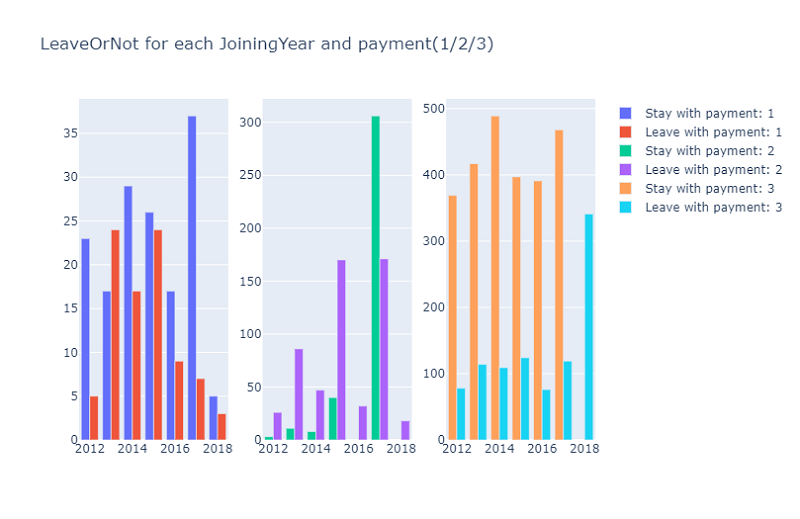 LeaveOrNot for each JoiningYear and payment(1/2/3)
35
30
25
20
15
10
5
0
2012 2014 2016 2018
300
250
200
150
100
50
0
2012 2014 2016 2018
500
400
300
200
100
0
2012 2014 2016 2018
Stay with payment: 1
Leave with payment: 1
Stay with payment: 2
Leave with payment: 2
Stay with payment: 3
Leave with payment: 3